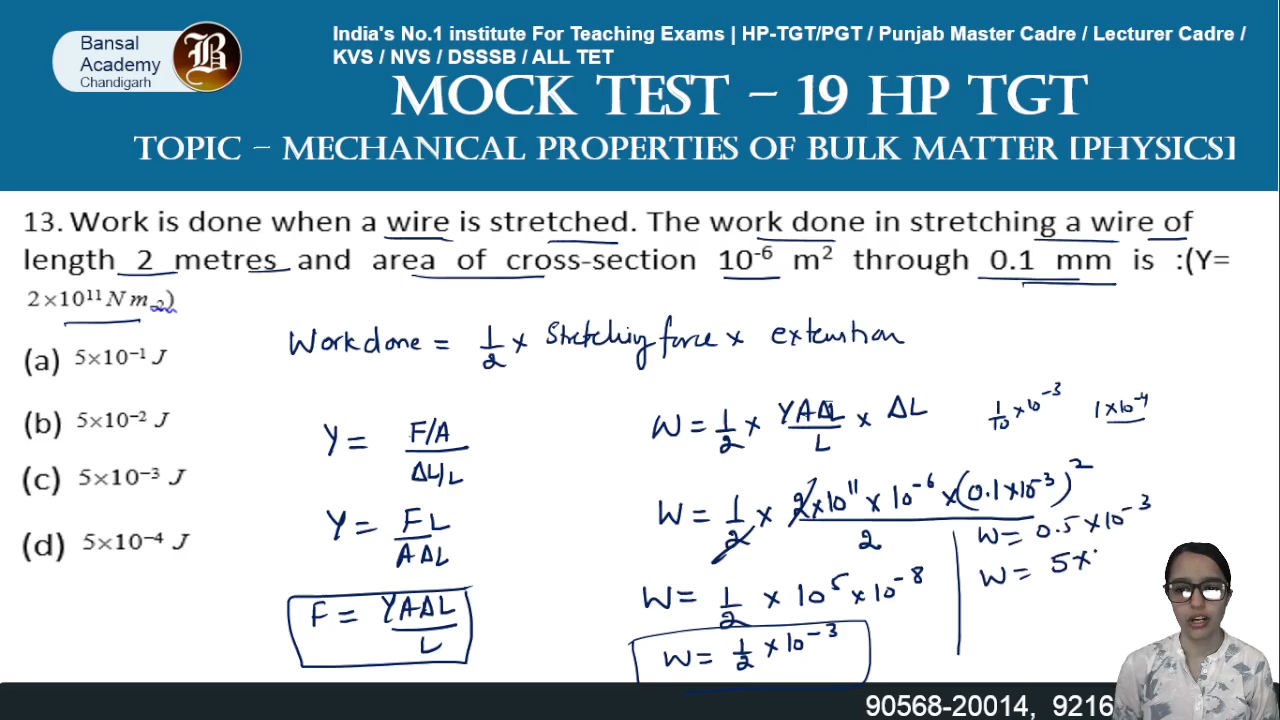 Bansal
Academy
Chandigarh
B
India's No.1 institute For Teaching Exams | HP-TGT/PGT / Punjab Master Cadre / Lecturer Cadre /
KVS / NVS / DSSSB / ALL TET
MOCK TEST – 19 HP TGT
TOPIC – MECHANICAL PROPERTIES OF BULK MATTER [PHYSICS]
13. Work is done when a wire is stretched. The work done in stretching a wire of
length 2 metres and area of cross-section 10⁻⁶ m² through 0.1 mm is :(Y=
2×10¹¹ N m₂)
(a) 5×10⁻¹ J
(b) 5×10⁻² J
(c) 5×10⁻³ J
(d) 5×10⁻⁴ J
Work done = 1/2 × Stretching force × extension
Y = (F/A)/(ΔL/L)
Y = FL/AΔL
F = YAΔL/L
W = 1/2 × YAΔL/L × ΔL
1/10 × 10⁻³ 1×10⁻⁴
W = 1/2 × 2×10¹¹ × 10⁻⁶ × (0.1×10⁻³)²/2
W = 1/2 × 10⁵ × 10⁻⁸
W = 1/2 × 10⁻³
W = 0.5×10⁻³
W = 5×
90568-20014, 9216